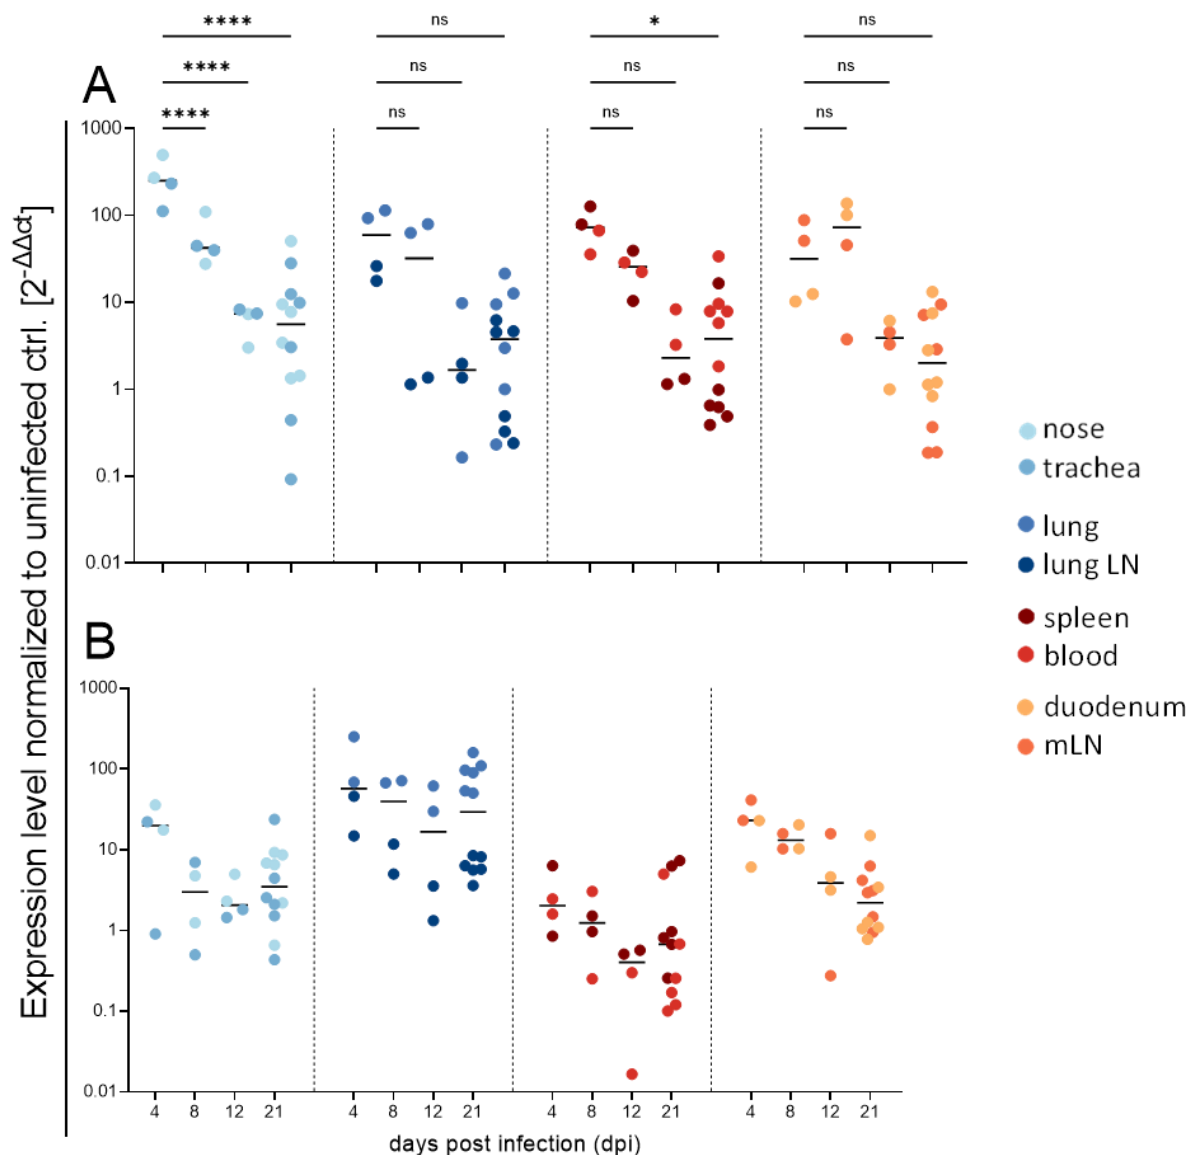 **** ns * ns
**** ns ns ns
A
**** ns ns ns
1000
100
10
1
0.1
0.01
Expression level normalized to uninfected ctrl. [2^-ΔΔct]
nose
trachea
lung
lung LN
spleen
blood
duodenum
mLN
B
1000
100
10
1
0.1
0.01
4 8 12 21 4 8 12 21 4 8 12 21 4 8 12 21
days post infection (dpi)